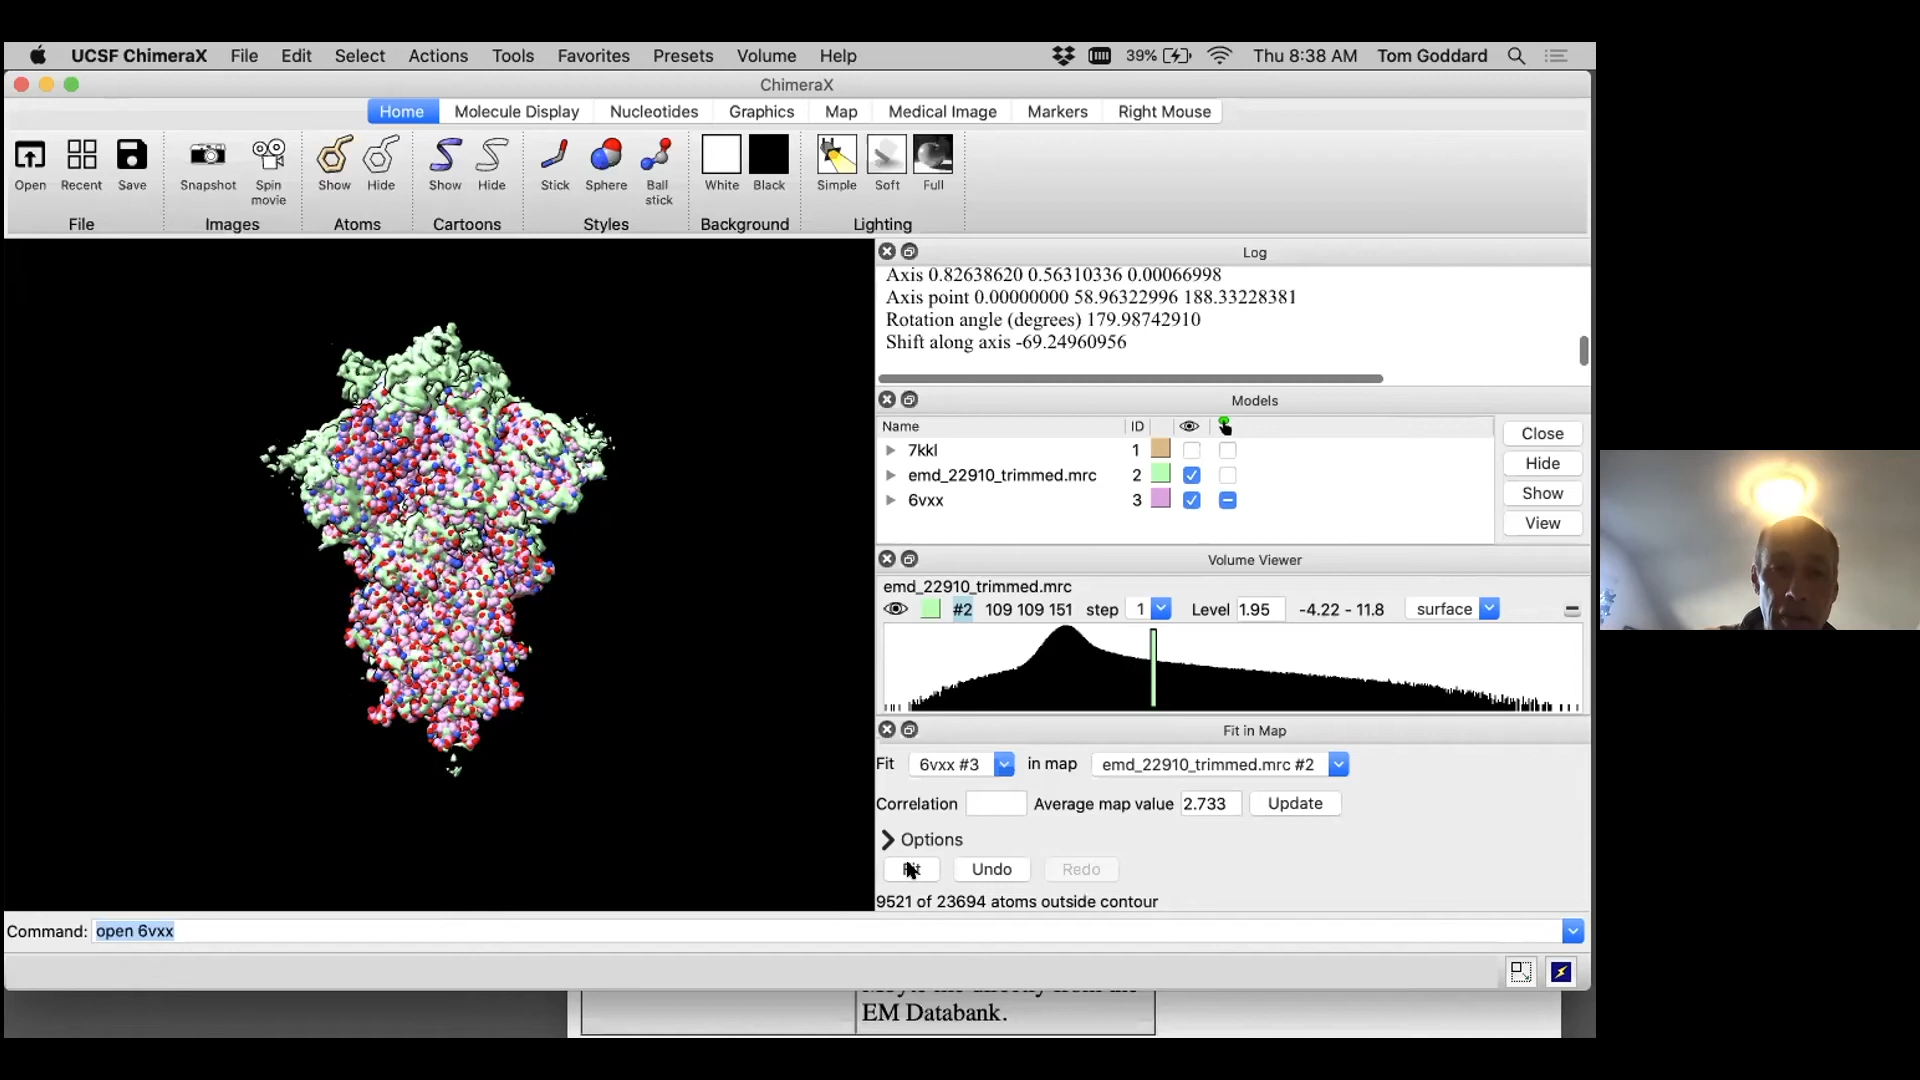 UCSF ChimeraX File Edit Select Actions Tools Favorites Presets Volume Help 39% Thu 8:38 AM Tom Goddard
ChimeraX
Home Molecule Display Nucleotides Graphics Map Medical Image Markers Right Mouse
Open Recent Save Snapshot Spin movie Show Hide Show Hide Stick Sphere Ball stick White Black Simple Soft Full
File Images Atoms Cartoons Styles Background Lighting
Log
Axis 0.82638620 0.56310336 0.00066998
Axis point 0.00000000 58.96322996 188.33228381
Rotation angle (degrees) 179.98742910
Shift along axis -69.24960956
Models
Name ID
7kkl 1
emd_22910_trimmed.mrc 2
6vxx 3
Close
Hide
Show
View
Volume Viewer
emd_22910_trimmed.mrc
#2 109 109 151 step 1 Level 1.95 -4.22 - 11.8 surface
Fit in Map
Fit 6vxx #3 in map emd_22910_trimmed.mrc #2
Correlation Average map value 2.733 Update
Options
Fit Undo Redo
9521 of 23694 atoms outside contour
Command: open 6vxx
directly from the
EM Databank.